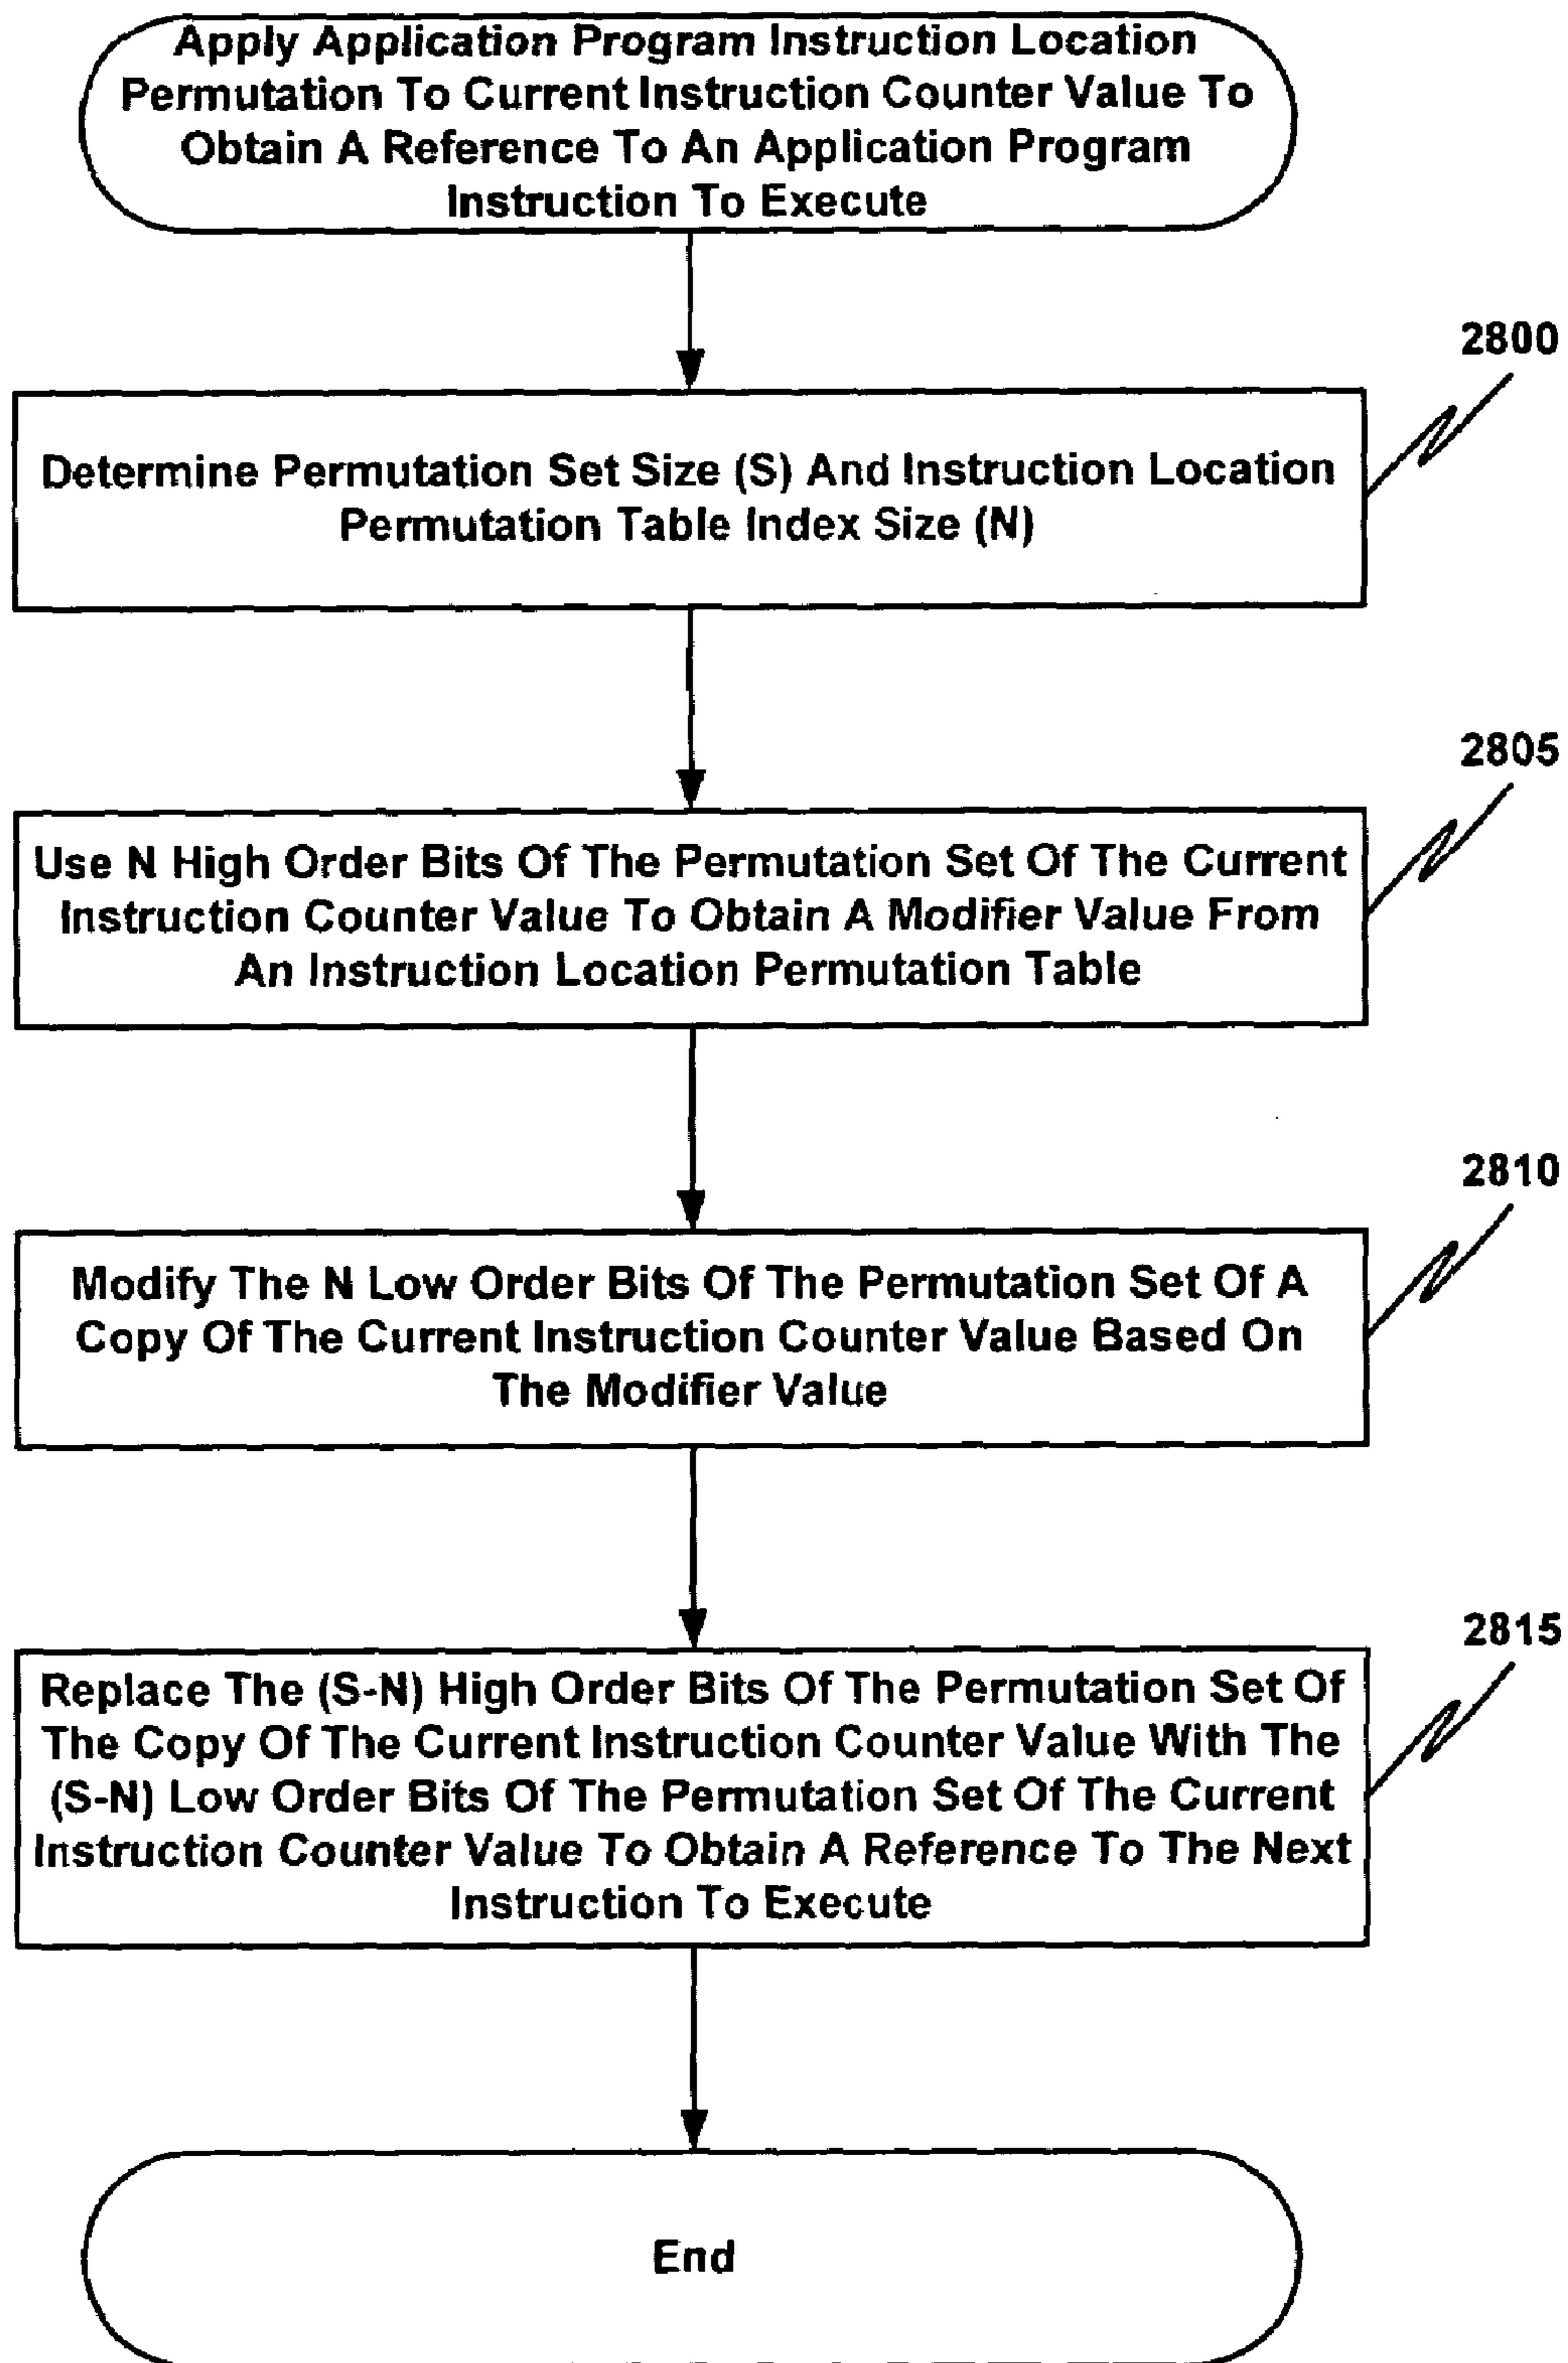 Apply Application Program Instruction Location
Permutation To Current Instruction Counter Value To
Obtain A Reference To An Application Program
Instruction To Execute
2800
Determine Permutation Set Size (S) And Instruction Location
Permutation Table Index Size (N)
2805
Use N High Order Bits Of The Permutation Set Of The Current
Instruction Counter Value To Obtain A Modifier Value From
An Instruction Location Permutation Table
2810
Modify The N Low Order Bits Of The Permutation Set Of A
Copy Of The Current Instruction Counter Value Based On
The Modifier Value
2815
Replace The (S-N) High Order Bits Of The Permutation Set Of
The Copy Of The Current Instruction Counter Value With The
(S-N) Low Order Bits Of The Permutation Set Of The Current
Instruction Counter Value To Obtain A Reference To The Next
Instruction To Execute
End